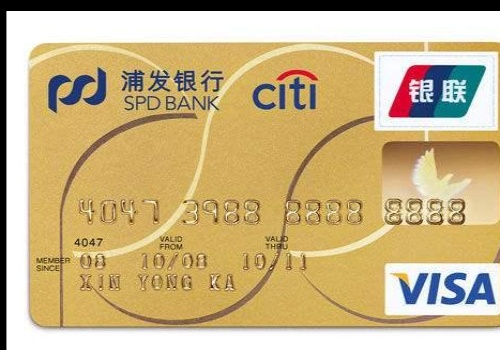 浦发银行
SPD BANK
citi
银联
4047 3988 8888 8888
4047
VALID FROM
VALID THRU
MEMBER SINCE
08 10/08 10/11
XIN YONG KA
VISA